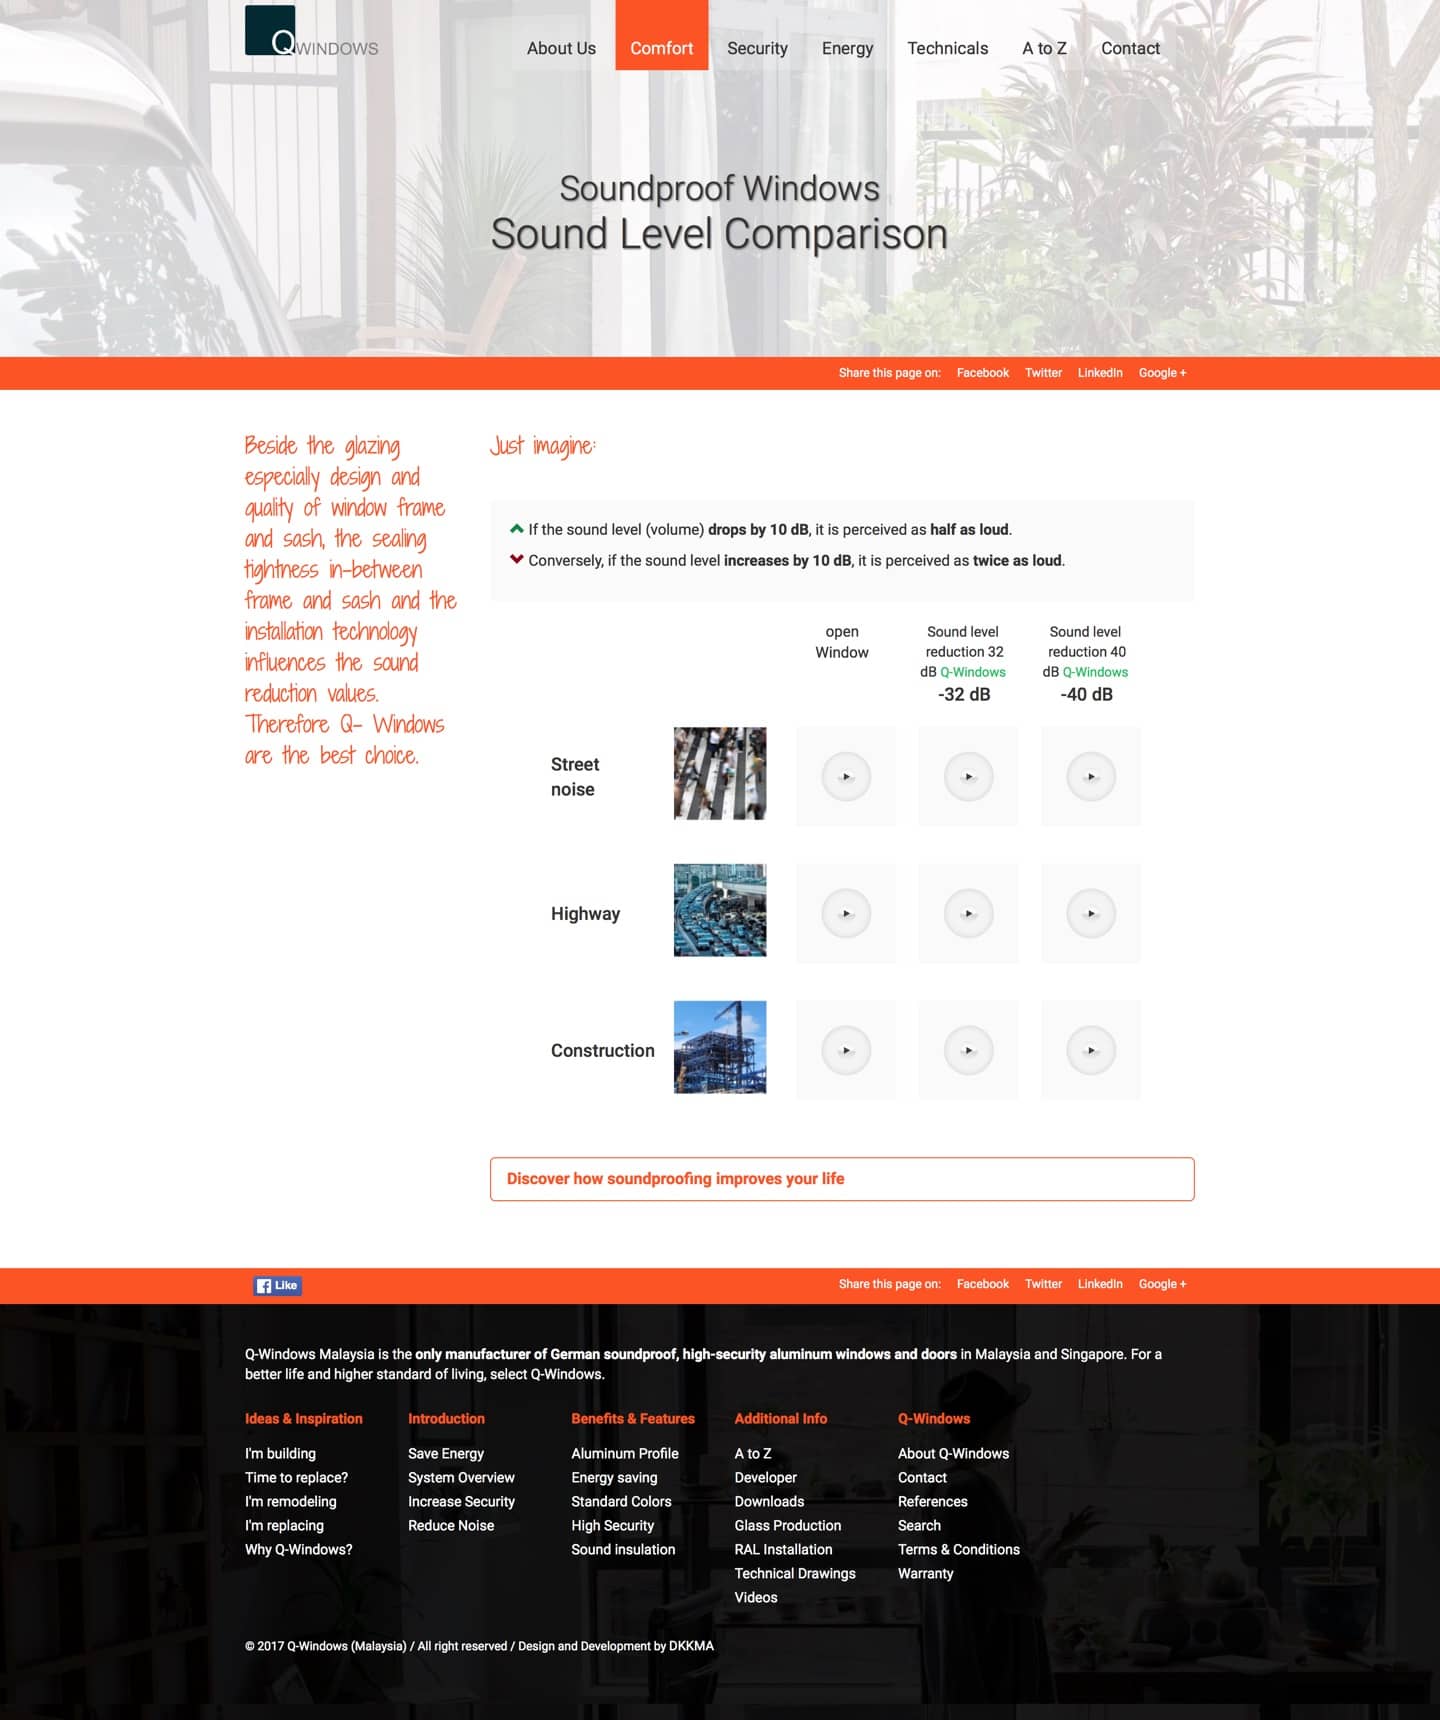 QWINDOWS
About Us
Comfort
Security
Energy
Technicals
A to Z
Contact
Soundproof Windows
Sound Level Comparison
Share this page on:
Facebook
Twitter
LinkedIn
Google +
Beside the glazing
especially design and
quality of window frame
and sash, the sealing
tightness in-between
frame and sash and the
installation technology
influences the sound
reduction values.
Therefore Q- Windows
are the best choice.
Just imagine:
If the sound level (volume) drops by 10 dB, it is perceived as half as loud.
Conversely, if the sound level increases by 10 dB, it is perceived as twice as loud.
open
Window
Sound level
reduction 32
dB Q-Windows
-32 dB
Sound level
reduction 40
dB Q-Windows
-40 dB
Street
noise
Highway
Construction
Discover how soundproofing improves your life
Like
Share this page on:
Facebook
Twitter
LinkedIn
Google +
Q-Windows Malaysia is the only manufacturer of German soundproof, high-security aluminum windows and doors in Malaysia and Singapore. For a
better life and higher standard of living, select Q-Windows.
Ideas & Inspiration
I'm building
Time to replace?
I'm remodeling
I'm replacing
Why Q-Windows?
Introduction
Save Energy
System Overview
Increase Security
Reduce Noise
Benefits & Features
Aluminum Profile
Energy saving
Standard Colors
High Security
Sound insulation
Additional Info
A to Z
Developer
Downloads
Glass Production
RAL Installation
Technical Drawings
Videos
Q-Windows
About Q-Windows
Contact
References
Search
Terms & Conditions
Warranty
© 2017 Q-Windows (Malaysia) / All right reserved / Design and Development by DKKMA